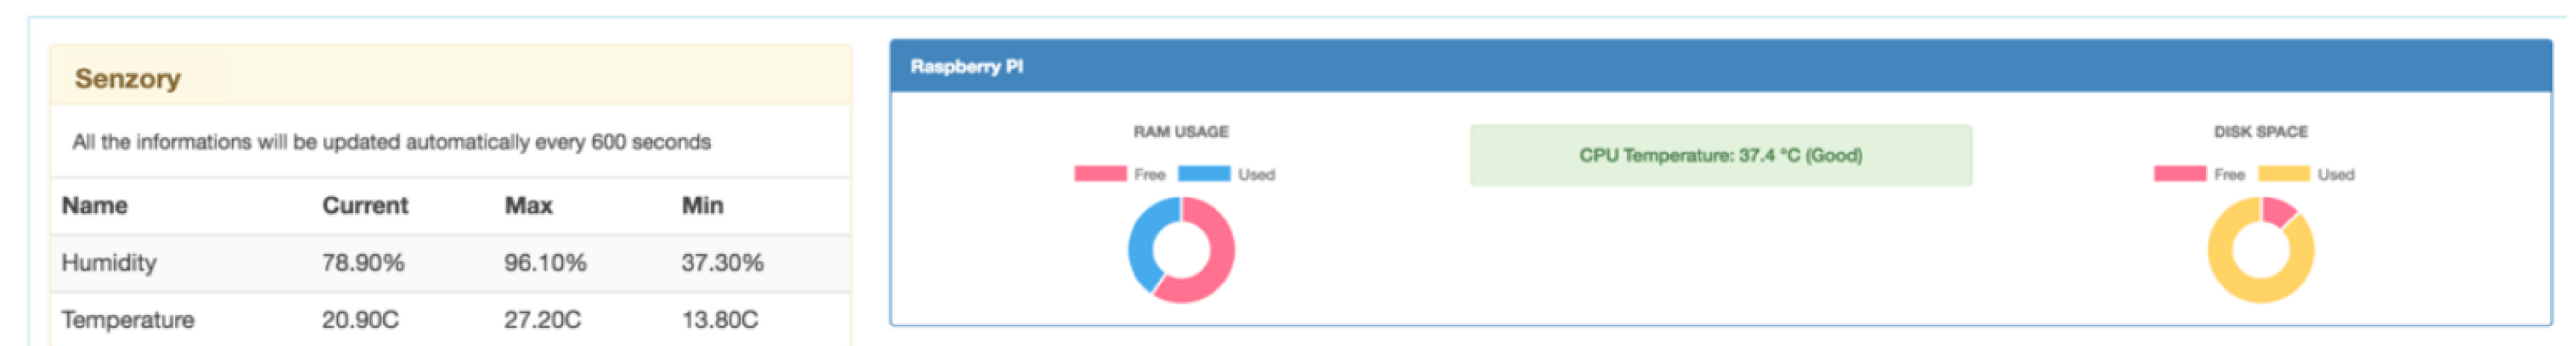 Senzory
All the informations will be updated automatically every 600 seconds
Name Current Max Min
Humidity 78.90% 96.10% 37.30%
Temperature 20.90C 27.20C 13.80C
Raspberry PI
RAM USAGE
Free Used
CPU Temperature: 37.4 °C (Good)
DISK SPACE
Free Used